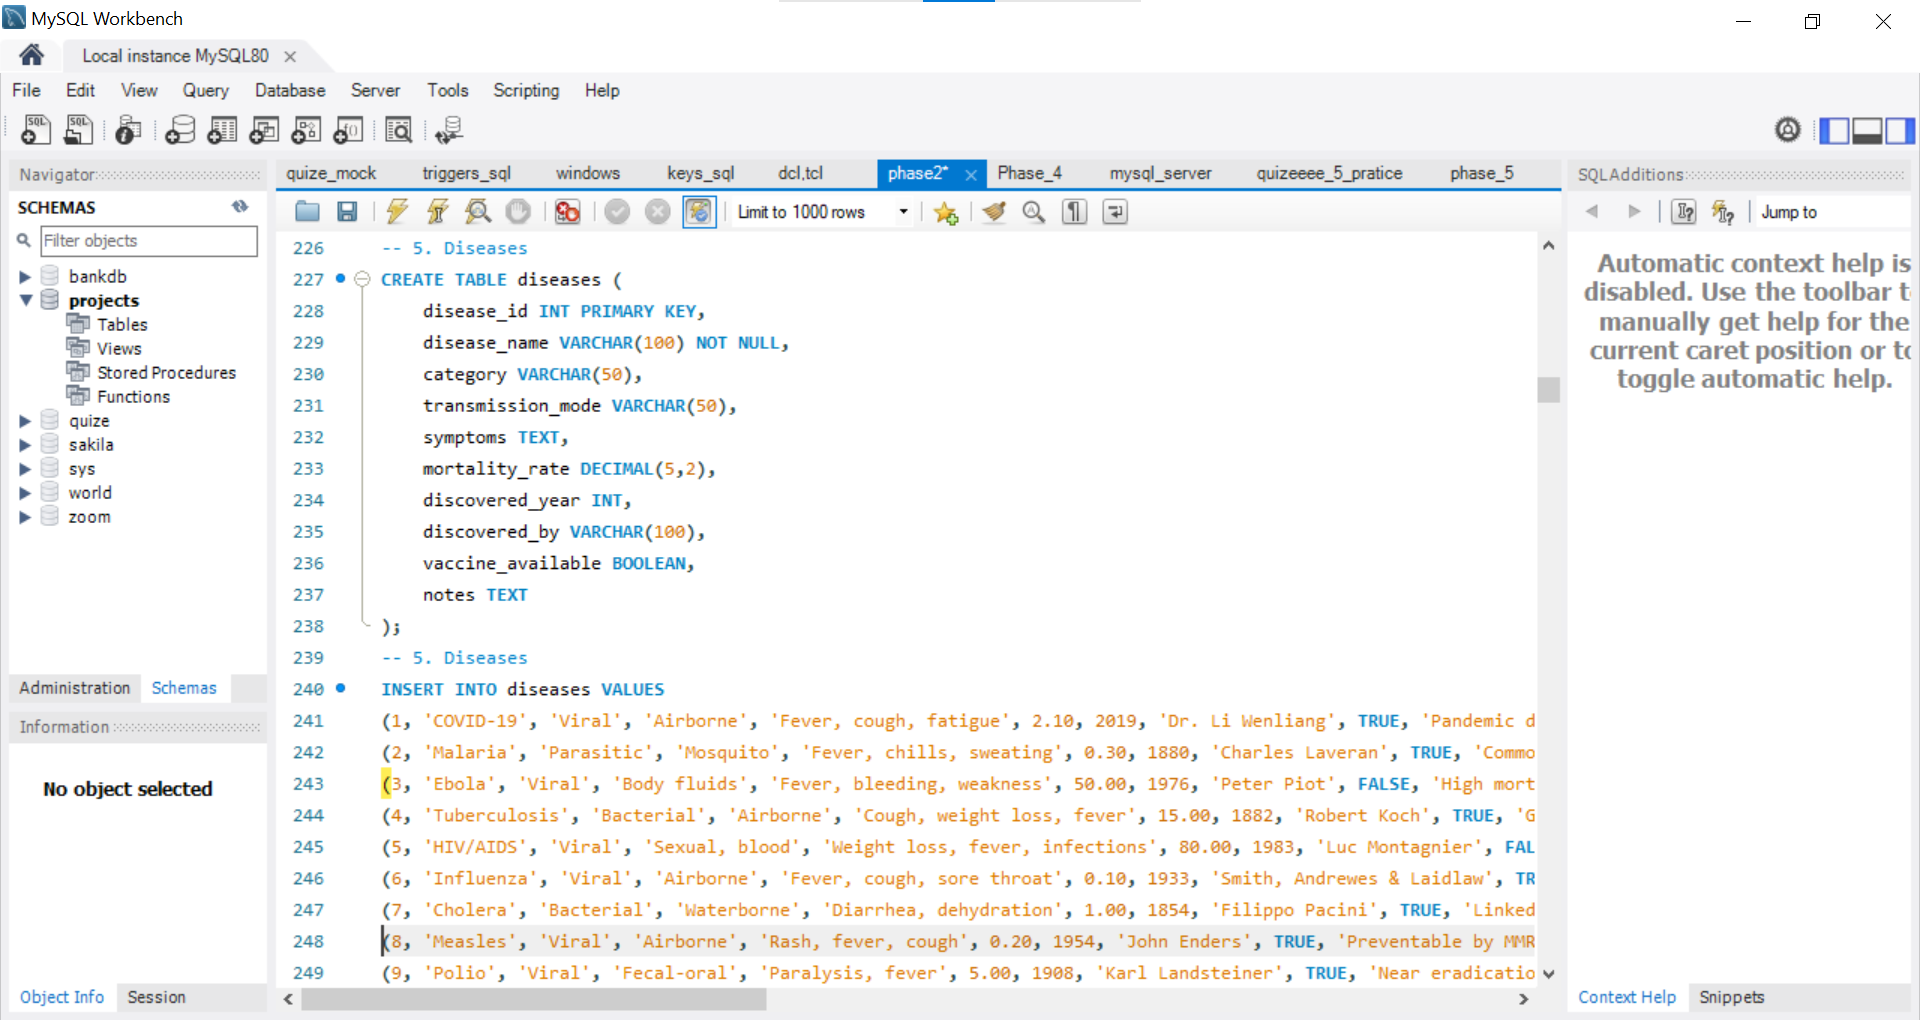 MySQL Workbench
Local instance MySQL80
File Edit View Query Database Server Tools Scripting Help
Navigator
SCHEMAS
Filter objects
bankdb
projects
Tables
Views
Stored Procedures
Functions
quize
sakila
sys
world
zoom
Administration Schemas
Information
No object selected
Object Info Session
quize_mock triggers_sql windows keys_sql dcl,tcl phase2* Phase_4 mysql_server quizeeee_5_pratice phase_5
Limit to 1000 rows
226 -- 5. Diseases
227 CREATE TABLE diseases (
228 disease_id INT PRIMARY KEY,
229 disease_name VARCHAR(100) NOT NULL,
230 category VARCHAR(50),
231 transmission_mode VARCHAR(50),
232 symptoms TEXT,
233 mortality_rate DECIMAL(5,2),
234 discovered_year INT,
235 discovered_by VARCHAR(100),
236 vaccine_available BOOLEAN,
237 notes TEXT
238 );
239 -- 5. Diseases
240 INSERT INTO diseases VALUES
241 (1, 'COVID-19', 'Viral', 'Airborne', 'Fever, cough, fatigue', 2.10, 2019, 'Dr. Li Wenliang', TRUE, 'Pandemic d
242 (2, 'Malaria', 'Parasitic', 'Mosquito', 'Fever, chills, sweating', 0.30, 1880, 'Charles Laveran', TRUE, 'Commo
243 (3, 'Ebola', 'Viral', 'Body fluids', 'Fever, bleeding, weakness', 50.00, 1976, 'Peter Piot', FALSE, 'High mort
244 (4, 'Tuberculosis', 'Bacterial', 'Airborne', 'Cough, weight loss, fever', 15.00, 1882, 'Robert Koch', TRUE, 'G
245 (5, 'HIV/AIDS', 'Viral', 'Sexual, blood', 'Weight loss, fever, infections', 80.00, 1983, 'Luc Montagnier', FAL
246 (6, 'Influenza', 'Viral', 'Airborne', 'Fever, cough, sore throat', 0.10, 1933, 'Smith, Andrewes & Laidlaw', TR
247 (7, 'Cholera', 'Bacterial', 'Waterborne', 'Diarrhea, dehydration', 1.00, 1854, 'Filippo Pacini', TRUE, 'Linked
248 (8, 'Measles', 'Viral', 'Airborne', 'Rash, fever, cough', 0.20, 1954, 'John Enders', TRUE, 'Preventable by MMR
249 (9, 'Polio', 'Viral', 'Fecal-oral', 'Paralysis, fever', 5.00, 1908, 'Karl Landsteiner', TRUE, 'Near eradicatio
SQLAdditions
Jump to
Automatic context help is
disabled. Use the toolbar t
manually get help for the
current caret position or to
toggle automatic help.
Context Help Snippets